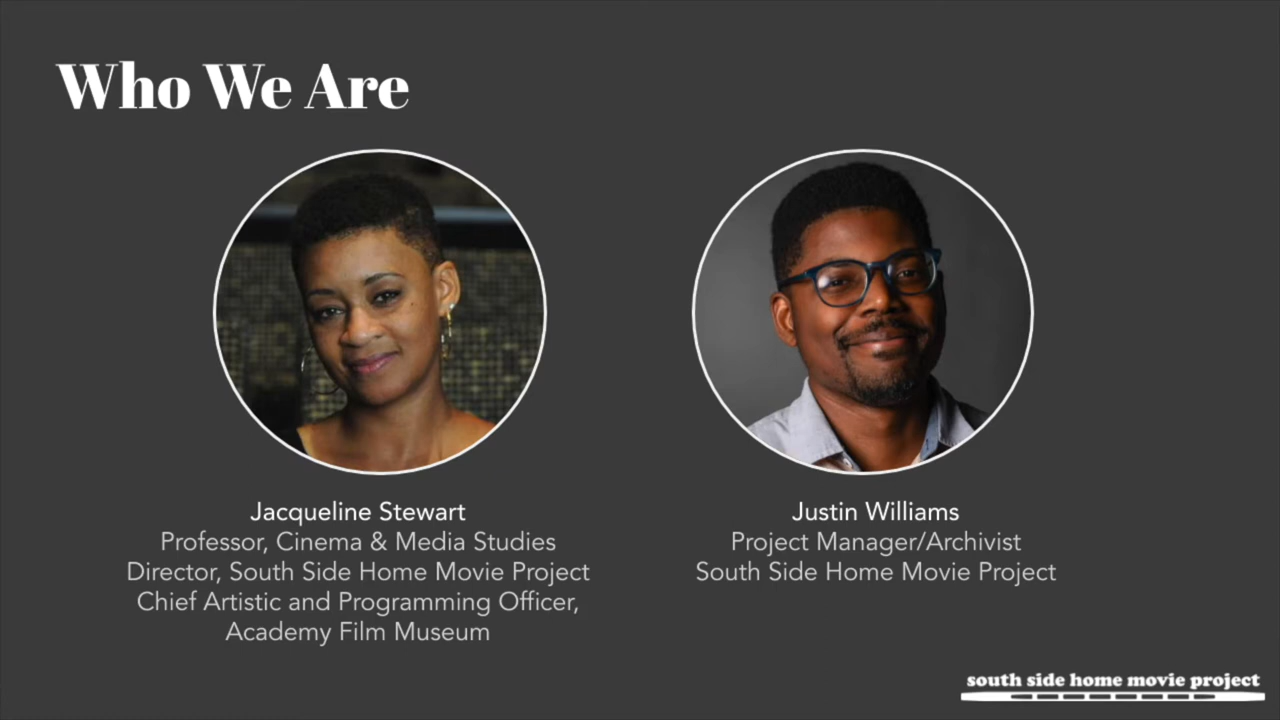 Who We Are
Jacqueline Stewart
Professor, Cinema & Media Studies
Director, South Side Home Movie Project
Chief Artistic and Programming Officer,
Academy Film Museum
Justin Williams
Project Manager/Archivist
South Side Home Movie Project
south side home movie project